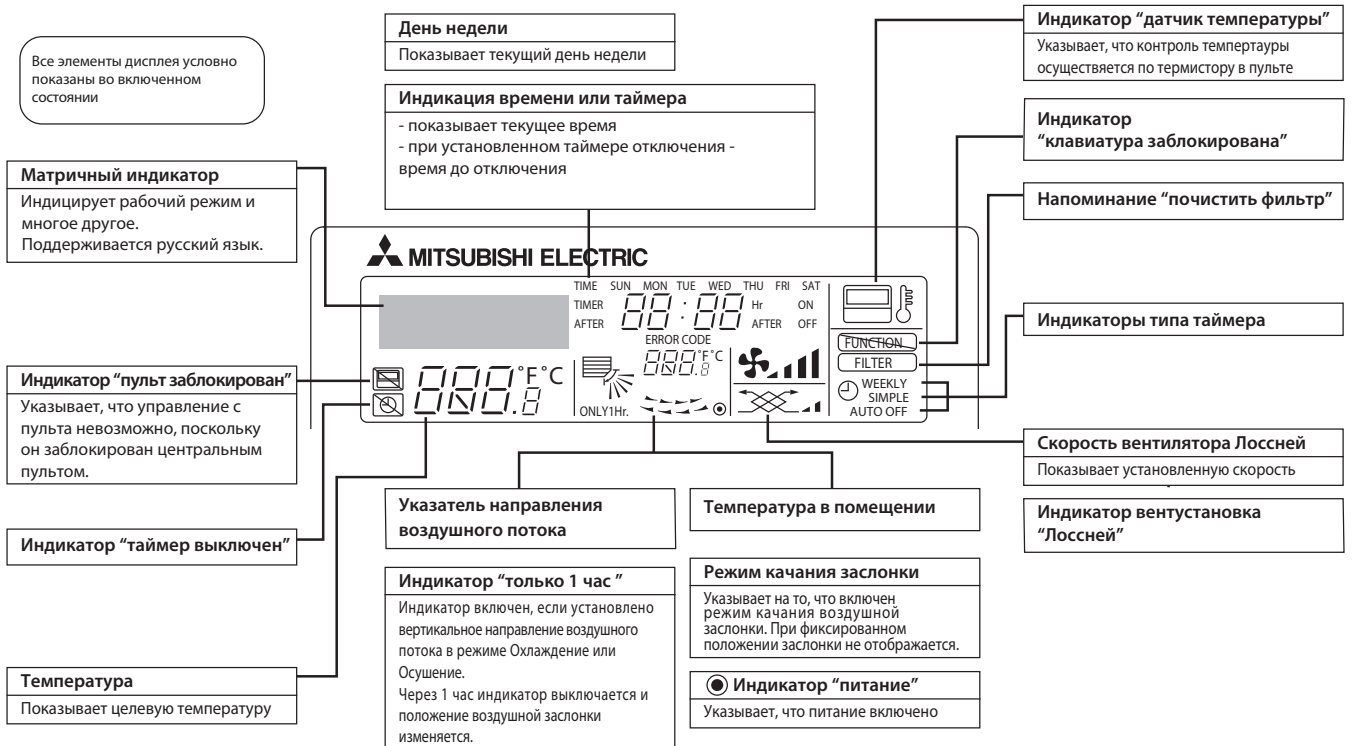 Все элементы дисплея условно
показаны во включенном
состоянии
День недели
Показывает текущий день недели
Индикация времени или таймера
- показывает текущее время
- при установленном таймере отключения -
время до отключения
Индикатор “датчик температуры”
Указывает, что контроль темпертауры
осуществяется по термистору в пульте
Индикатор
“клавиатура заблокирована”
Напоминание “почистить фильтр”
Индикаторы типа таймера
Матричный индикатор
Индицирует рабочий режим и
многое другое.
Поддерживается русский язык.
MITSUBISHI ELECTRIC
TIME SUN MON TUE WED THU FRI SAT
TIMER 88:88 Hr ON
AFTER AFTER OFF
ERROR CODE
888.8 °F°C
FUNCTION
FILTER
888.8 °F°C
ONLY1Hr.
WEEKLY
SIMPLE
AUTO OFF
Индикатор “пульт заблокирован”
Указывает, что управление с
пульта невозможно, поскольку
он заблокирован центральным
пультом.
Индикатор “таймер выключен”
Температура
Показывает целевую температуру
Указатель направления
воздушного потока
Индикатор “только 1 час ”
Индикатор включен, если установлено
вертикальное направление воздушного
потока в режиме Охлаждение или
Осушение.
Через 1 час индикатор выключается и
положение воздушной заслонки
изменяется.
Температура в помещении
Режим качания заслонки
Указывает на то, что включен
режим качания воздушной
заслонки. При фиксированном
положении заслонки не отображается.
Индикатор “питание”
Указывает, что питание включено
Скорость вентилятора Лоссней
Показывает установленную скорость
Индикатор вентустановка
“Лоссней”